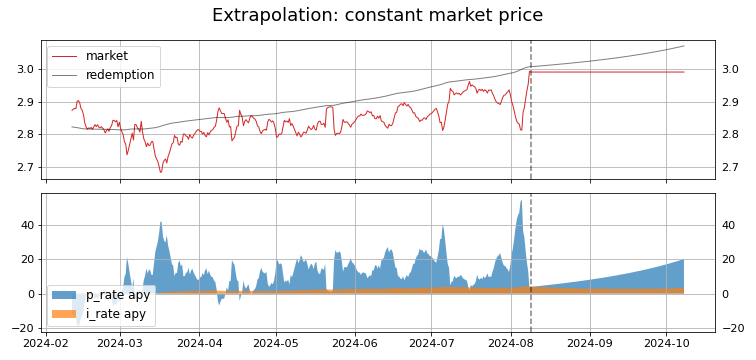 Extrapolation: constant market price
market
redemption
3.0
2.9
2.8
2.7
3.0
2.9
2.8
2.7
40
20
0
−20
40
20
0
−20
p_rate apy
i_rate apy
2024-02 2024-03 2024-04 2024-05 2024-06 2024-07 2024-08 2024-09 2024-10